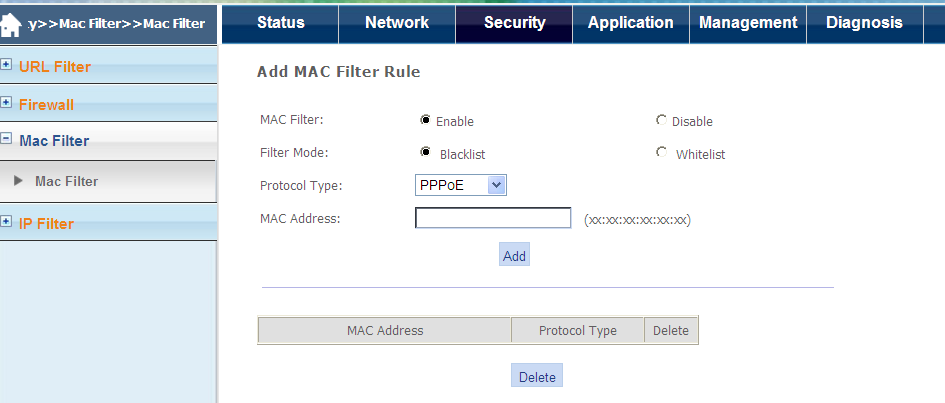 y>>Mac Filter>>Mac Filter
Status Network Security Application Management Diagnosis
URL Filter
Firewall
Mac Filter
Mac Filter
IP Filter
Add MAC Filter Rule
MAC Filter: Enable Disable
Filter Mode: Blacklist Whitelist
Protocol Type: PPPoE
MAC Address: (xx:xx:xx:xx:xx:xx)
Add
MAC Address Protocol Type Delete
Delete